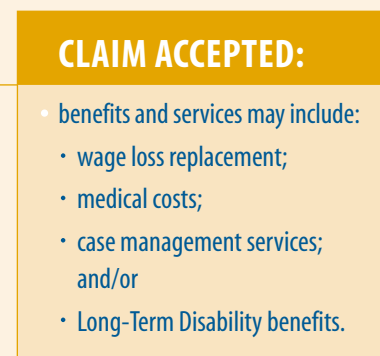 CLAIM ACCEPTED:
• benefits and services may include:
• wage loss replacement;
• medical costs;
• case management services;
and/or
• Long-Term Disability benefits.